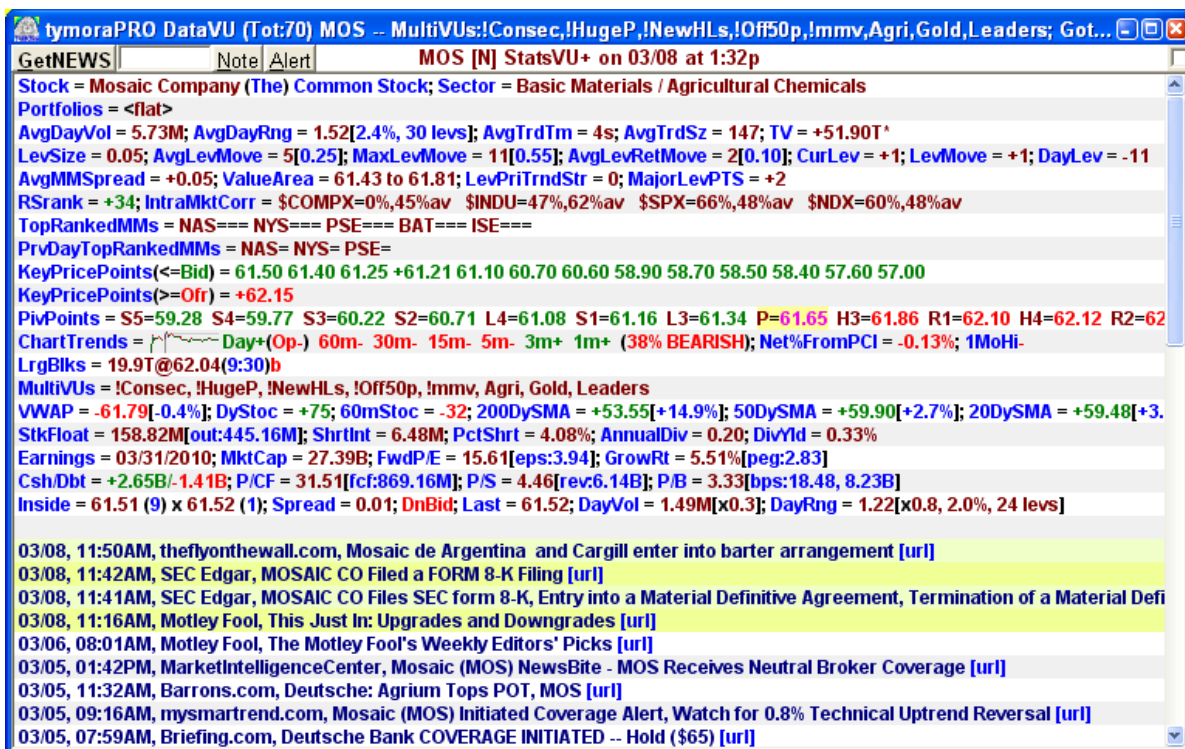 tymoraPRO DataVU (Tot:70) MOS -- MultiVUs:!Consec,!HugeP,!NewHLs,!Off50p,!mmv,Agri,Gold,Leaders; Got...
GetNEWS Note Alert MOS [N] StatsVU+ on 03/08 at 1:32p
Stock = Mosaic Company (The) Common Stock; Sector = Basic Materials / Agricultural Chemicals
Portfolios = <flat>
AvgDayVol = 5.73M; AvgDayRng = 1.52[2.4%, 30 levs]; AvgTrdTm = 4s; AvgTrdSz = 147; TV = +51.90T*
LevSize = 0.05; AvgLevMove = 5[0.25]; MaxLevMove = 11[0.55]; AvgLevRetMove = 2[0.10]; CurLev = +1; LevMove = +1; DayLev = -11
AvgMMSpread = +0.05; ValueArea = 61.43 to 61.81; LevPriTrndStr = 0; MajorLevPTS = +2
RSrank = +34; IntraMktCorr = $COMPX=0%,45%av $INDU=47%,62%av $SPX=66%,48%av $NDX=60%,48%av
TopRankedMMs = NAS=== NYS=== PSE=== BAT=== ISE===
PrvDayTopRankedMMs = NAS= NYS= PSE=
KeyPricePoints(<=Bid) = 61.50 61.40 61.25 +61.21 61.10 60.70 60.60 58.90 58.70 58.50 58.40 57.60 57.00
KeyPricePoints(>=Ofr) = +62.15
PivPoints = S5=59.28 S4=59.77 S3=60.22 S2=60.71 L4=61.08 S1=61.16 L3=61.34 P=61.65 H3=61.86 R1=62.10 H4=62.12 R2=62
ChartTrends = Day+(Op-) 60m- 30m- 15m- 5m- 3m+ 1m+ (38% BEARISH); Net%FromPCI = -0.13%; 1MoHi-
LrgBlks = 19.9T@62.04(9:30)b
MultiVUs = !Consec, !HugeP, !NewHLs, !Off50p, !mmv, Agri, Gold, Leaders
VWAP = -61.79[-0.4%]; DyStoc = +75; 60mStoc = -32; 200DySMA = +53.55[+14.9%]; 50DySMA = +59.90[+2.7%]; 20DySMA = +59.48[+3.
StkFloat = 158.82M[out:445.16M]; ShrtInt = 6.48M; PctShrt = 4.08%; AnnualDiv = 0.20; DivYld = 0.33%
Earnings = 03/31/2010; MktCap = 27.39B; FwdP/E = 15.61[eps:3.94]; GrowRt = 5.51%[peg:2.83]
Csh/Dbt = +2.65B/-1.41B; P/CF = 31.51[fcf:869.16M]; P/S = 4.46[rev:6.14B]; P/B = 3.33[bps:18.48, 8.23B]
Inside = 61.51 (9) x 61.52 (1); Spread = 0.01; DnBid; Last = 61.52; DayVol = 1.49M[x0.3]; DayRng = 1.22[x0.8, 2.0%, 24 levs]
03/08, 11:50AM, theflyonthewall.com, Mosaic de Argentina and Cargill enter into barter arrangement [url]
03/08, 11:42AM, SEC Edgar, MOSAIC CO Filed a FORM 8-K Filing [url]
03/08, 11:41AM, SEC Edgar, MOSAIC CO Files SEC form 8-K, Entry into a Material Definitive Agreement, Termination of a Material Defi
03/08, 11:16AM, Motley Fool, This Just In: Upgrades and Downgrades [url]
03/06, 08:01AM, Motley Fool, The Motley Fool's Weekly Editors' Picks [url]
03/05, 01:42PM, MarketIntelligenceCenter, Mosaic (MOS) NewsBite - MOS Receives Neutral Broker Coverage [url]
03/05, 11:32AM, Barrons.com, Deutsche: Agrium Tops POT, MOS [url]
03/05, 09:16AM, mysmartrend.com, Mosaic (MOS) Initiated Coverage Alert, Watch for 0.8% Technical Uptrend Reversal [url]
03/05, 07:59AM, Briefing.com, Deutsche Bank COVERAGE INITIATED -- Hold ($65) [url]